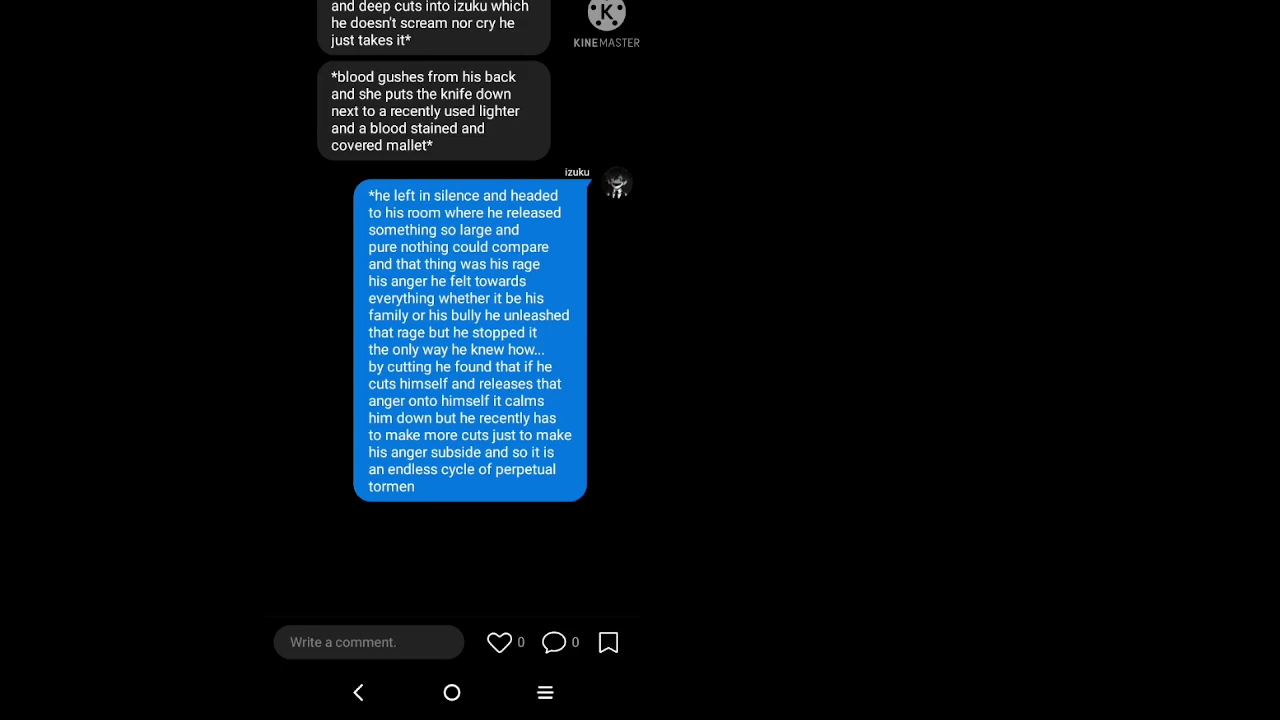 and deep cuts into izuku which
he doesn't scream nor cry he
just takes it*
K
KINEMASTER
*blood gushes from his back
and she puts the knife down
next to a recently used lighter
and a blood stained and
covered mallet*
izuku
*he left in silence and headed
to his room where he released
something so large and
pure nothing could compare
and that thing was his rage
his anger he felt towards
everything whether it be his
family or his bully he unleashed
that rage but he stopped it
the only way he knew how...
by cutting he found that if he
cuts himself and releases that
anger onto himself it calms
him down but he recently has
to make more cuts just to make
his anger subside and so it is
an endless cycle of perpetual
tormen
Write a comment.
0
0